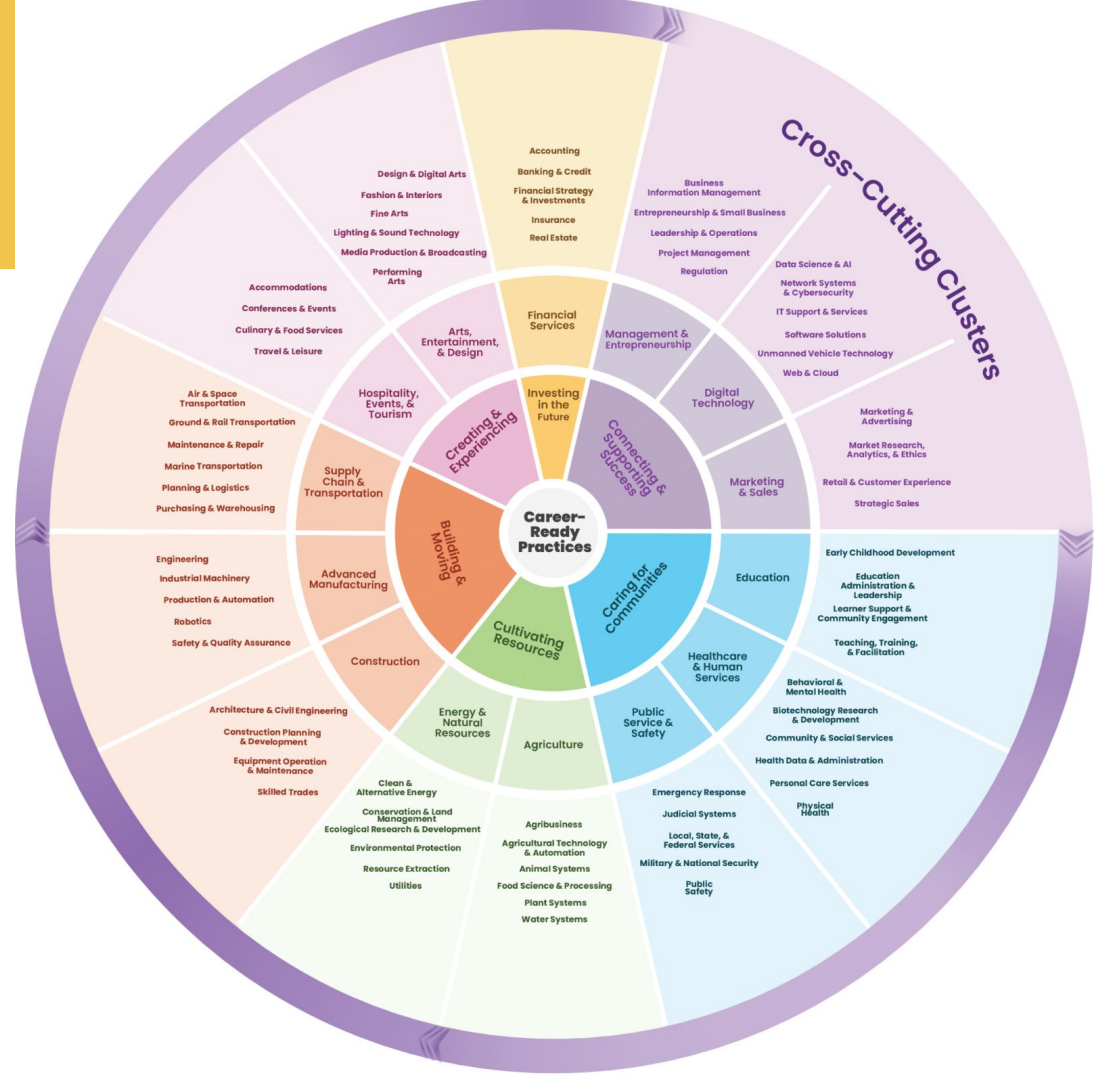 Career-
Ready
Practices
Investing
in the
Future
Financial
Services
Accounting
Banking & Credit
Financial Strategy
& Investments
Insurance
Real Estate
Cross-Cutting Clusters
Connecting &
Supporting
Success
Management &
Entrepreneurship
Business
Information Management
Entrepreneurship & Small Business
Leadership & Operations
Project Management
Regulation
Digital
Technology
Data Science & AI
Network Systems
& Cybersecurity
IT Support & Services
Software Solutions
Unmanned Vehicle Technology
Web & Cloud
Marketing
& Sales
Marketing &
Advertising
Market Research,
Analytics, & Ethics
Retail & Customer Experience
Strategic Sales
Caring for
Communities
Education
Early Childhood Development
Education
Administration &
Leadership
Learner Support &
Community Engagement
Teaching, Training,
& Facilitation
Healthcare
& Human
Services
Behavioral &
Mental Health
Biotechnology Research
& Development
Community & Social Services
Health Data & Administration
Personal Care Services
Physical
Health
Public
Service &
Safety
Emergency Response
Judicial Systems
Local, State, &
Federal Services
Military & National Security
Public
Safety
Cultivating
Resources
Agriculture
Agribusiness
Agricultural Technology
& Automation
Animal Systems
Food Science & Processing
Plant Systems
Water Systems
Energy &
Natural
Resources
Clean &
Alternative Energy
Conservation & Land
Management
Ecological Research & Development
Environmental Protection
Resource Extraction
Utilities
Building &
Moving
Construction
Architecture & Civil Engineering
Construction Planning
& Development
Equipment Operation
& Maintenance
Skilled Trades
Advanced
Manufacturing
Engineering
Industrial Machinery
Production & Automation
Robotics
Safety & Quality Assurance
Supply
Chain &
Transportation
Air & Space
Transportation
Ground & Rail Transportation
Maintenance & Repair
Marine Transportation
Planning & Logistics
Purchasing & Warehousing
Creating &
Experiencing
Hospitality,
Events, &
Tourism
Accommodations
Conferences & Events
Culinary & Food Services
Travel & Leisure
Arts,
Entertainment,
& Design
Design & Digital Arts
Fashion & Interiors
Fine Arts
Lighting & Sound Technology
Media Production & Broadcasting
Performing
Arts